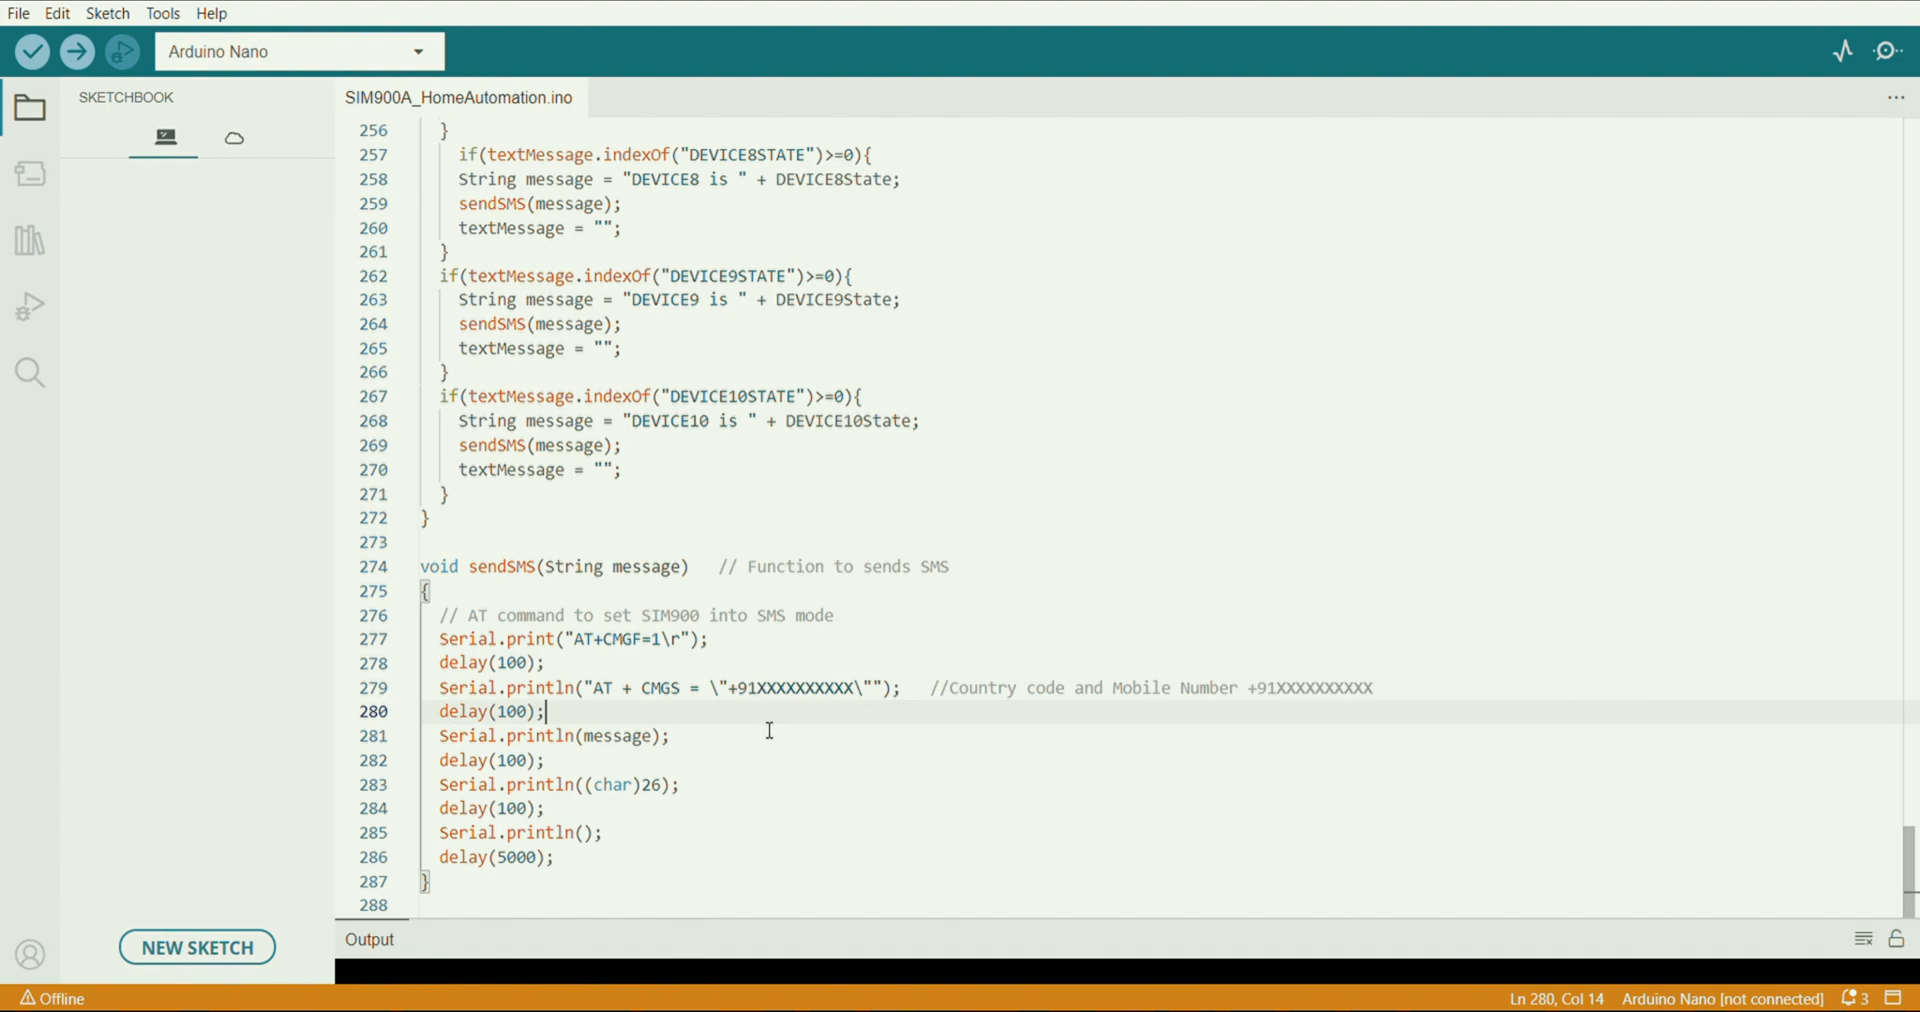 File Edit Sketch Tools Help
Arduino Nano
SKETCHBOOK
SIM900A_HomeAutomation.ino
256 }
257 if(textMessage.indexOf("DEVICE8STATE")>=0){
258 String message = "DEVICE8 is " + DEVICE8State;
259 sendSMS(message);
260 textMessage = "";
261 }
262 if(textMessage.indexOf("DEVICE9STATE")>=0){
263 String message = "DEVICE9 is " + DEVICE9State;
264 sendSMS(message);
265 textMessage = "";
266 }
267 if(textMessage.indexOf("DEVICE10STATE")>=0){
268 String message = "DEVICE10 is " + DEVICE10State;
269 sendSMS(message);
270 textMessage = "";
271 }
272 }
273
274 void sendSMS(String message) // Function to sends SMS
275 {
276 // AT command to set SIM900 into SMS mode
277 Serial.print("AT+CMGF=1\r");
278 delay(100);
279 Serial.println("AT + CMGS = \"+91XXXXXXXXXX\""); //Country code and Mobile Number +91XXXXXXXXXX
280 delay(100);
281 Serial.println(message);
282 delay(100);
283 Serial.println((char)26);
284 delay(100);
285 Serial.println();
286 delay(5000);
287 }
288
NEW SKETCH
Output
Offline
Ln 280, Col 14 Arduino Nano [not connected] 3